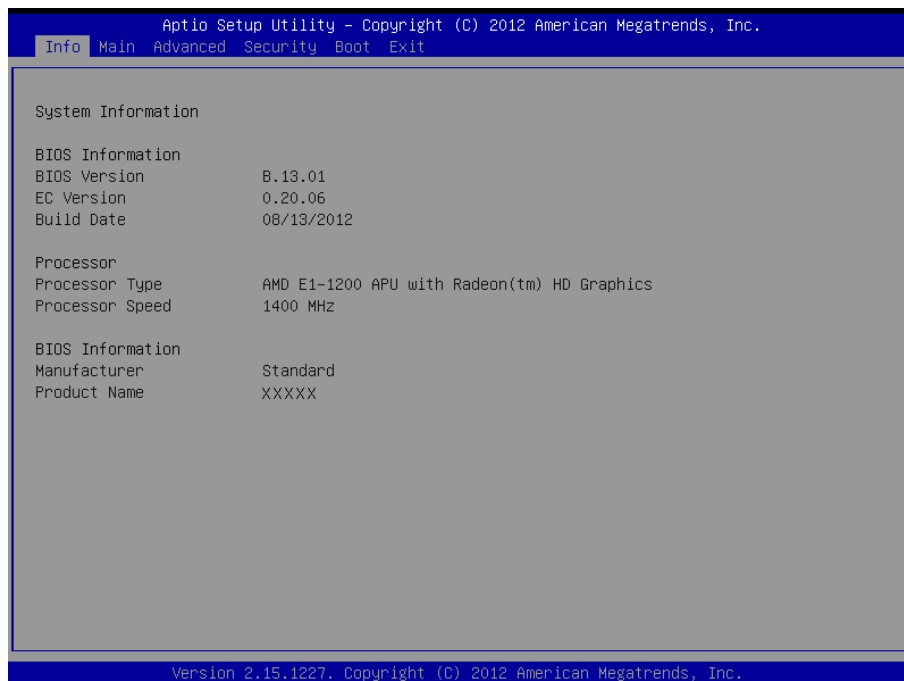 Aptio Setup Utility – Copyright (C) 2012 American Megatrends, Inc.
Info Main Advanced Security Boot Exit
System Information
BIOS Information
BIOS Version B.13.01
EC Version 0.20.06
Build Date 08/13/2012
Processor
Processor Type AMD E1-1200 APU with Radeon(tm) HD Graphics
Processor Speed 1400 MHz
BIOS Information
Manufacturer Standard
Product Name XXXXX
Version 2.15.1227. Copyright (C) 2012 American Megatrends, Inc.